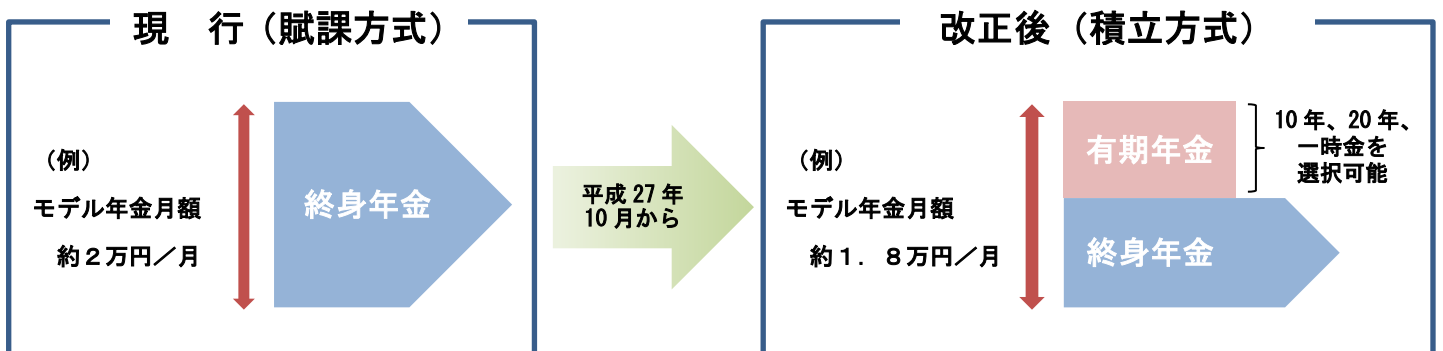 現　行（賦課方式）
（例）
モデル年金月額
約２万円／月
終身年金
平成 27 年
10 月から
改正後（積立方式）
（例）
モデル年金月額
約１．８万円／月
有期年金
終身年金
10 年、20 年、
一時金を
選択可能